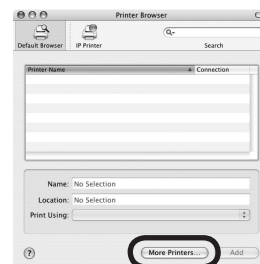 Printer Browser
Default Browser IP Printer Search
Printer Name Connection
Name: No Selection
Location: No Selection
Print Using:
? More Printers... Add